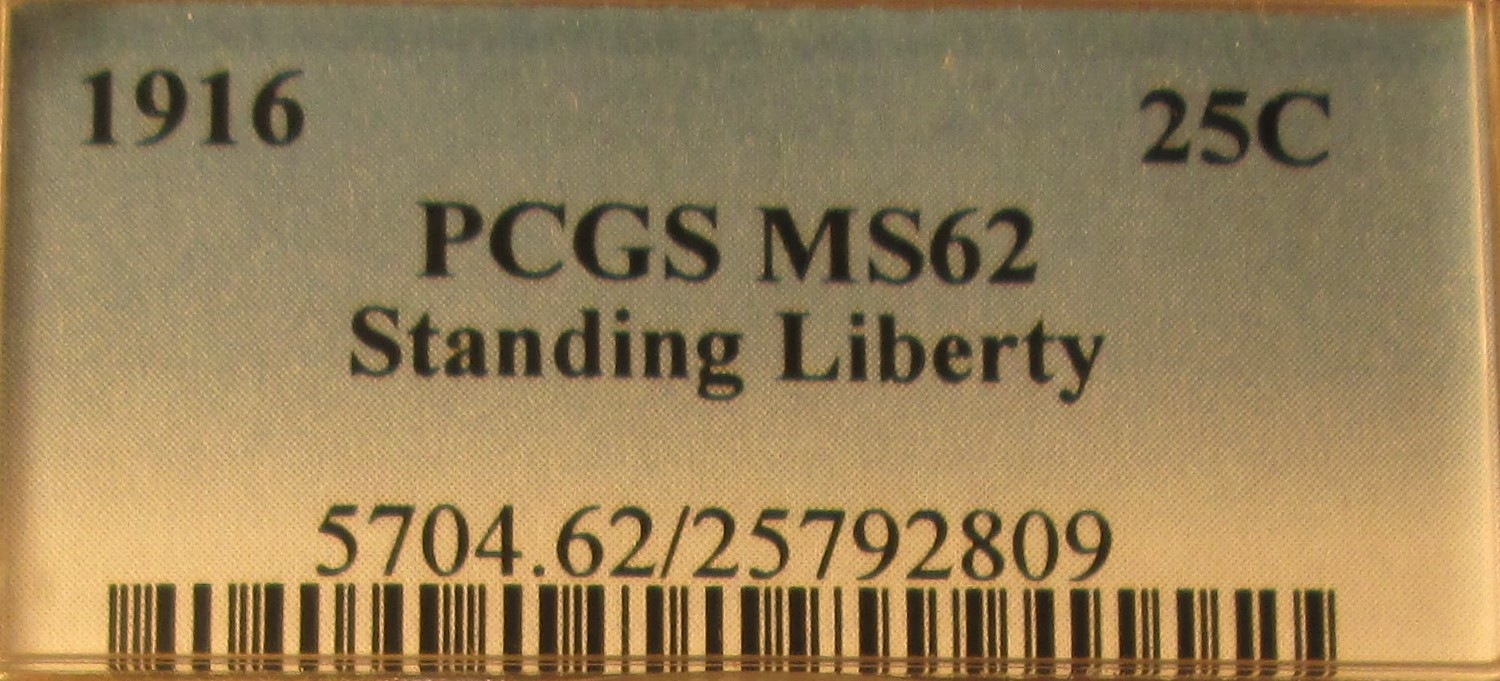 1916 25C
PCGS MS62
Standing Liberty
5704.62/25792809